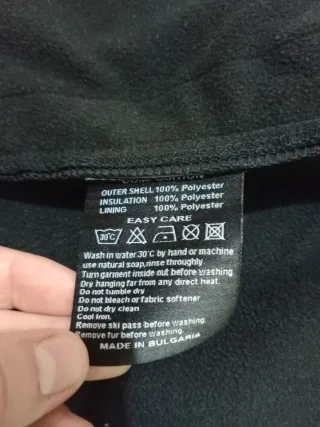 OUTER SHELL 100% Polyester
INSULATION 100% Polyester
LINING 100% Polyester
EASY CARE
30°C
Wash in water 30°C by hand or machine
use natural soap,rinse throughly.
Turn garment inside out before washing
Dry hanging far from any direct heat.
Do not tumble dry
Do not bleach or fabric softener
Do not dry clean
Cool iron.
Remove ski pass before washing
Remove fur before washing.
MADE IN BULGARIA